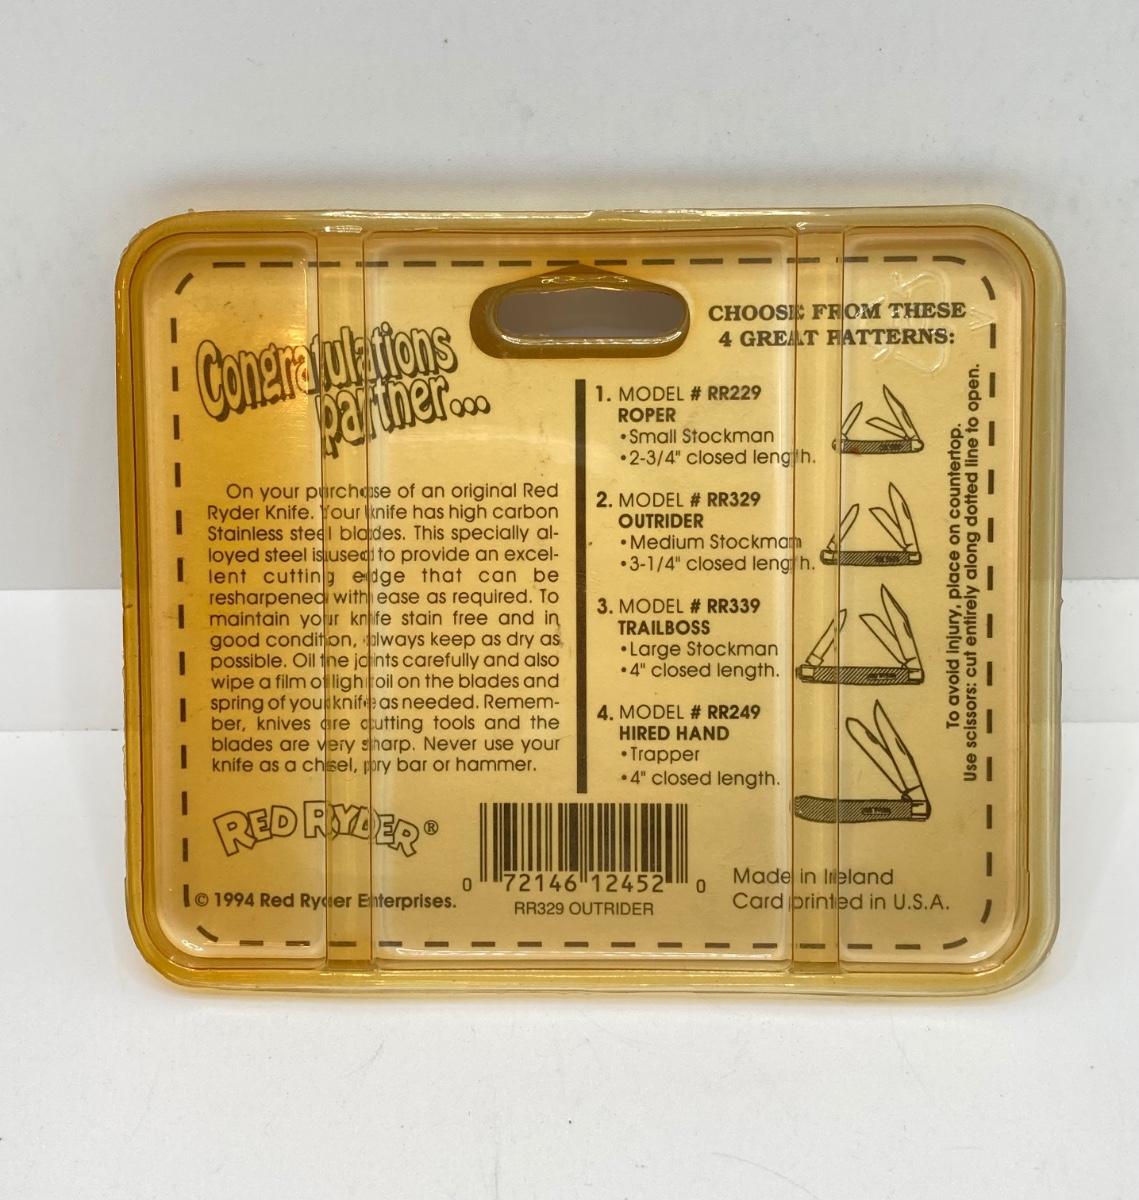 Congratulations
partner...
On your purchase of an original Red
Ryder Knife. Your knife has high carbon
Stainless steel blades. This specially al-
loyed steel is used to provide an excel-
lent cutting edge that can be
resharpened with ease as required. To
maintain your knife stain free and in
good condition, always keep as dry as
possible. Oil the joints carefully and also
wipe a film of light oil on the blades and
spring of your knife as needed. Remem-
ber, knives are cutting tools and the
blades are very sharp. Never use your
knife as a chisel, pry bar or hammer.
RED RYDER®
© 1994 Red Ryder Enterprises.
CHOOSE FROM THESE
4 GREAT PATTERNS:
1. MODEL # RR229
ROPER
•Small Stockman
•2-3/4" closed length.
2. MODEL # RR329
OUTRIDER
•Medium Stockman
•3-1/4" closed length.
3. MODEL # RR339
TRAILBOSS
•Large Stockman
•4" closed length.
4. MODEL # RR249
HIRED HAND
•Trapper
•4" closed length.
0 72146 12452 0
RR329 OUTRIDER
Made in Ireland
Card printed in U.S.A.
To avoid injury, place on countertop.
Use scissors: cut entirely along dotted line to open.